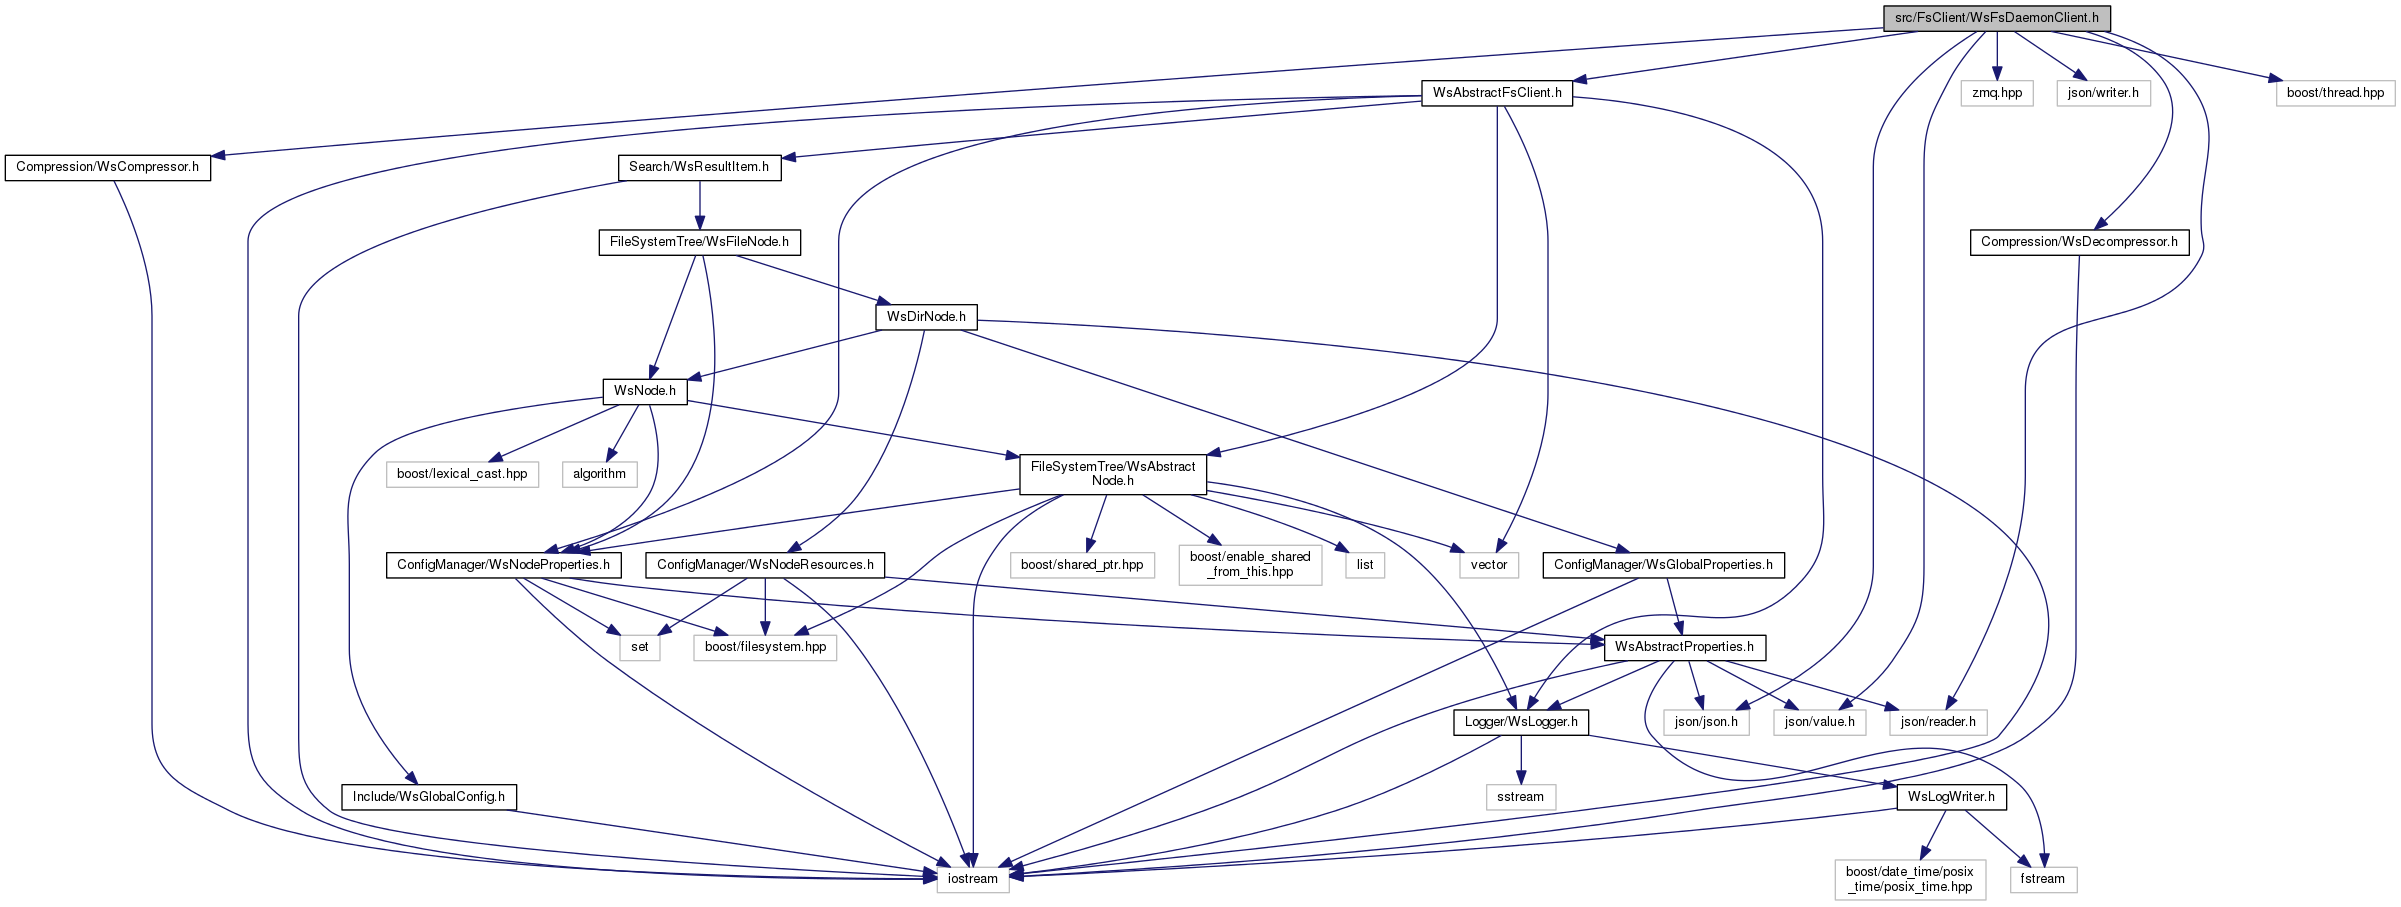 src/FsClient/WsFsDaemonClient.h
WsAbstractFsClient.h
zmq.hpp
json/writer.h
boost/thread.hpp
Compression/WsCompressor.h
Search/WsResultItem.h
FileSystemTree/WsFileNode.h
Compression/WsDecompressor.h
WsDirNode.h
WsNode.h
boost/lexical_cast.hpp
algorithm
FileSystemTree/WsAbstract
Node.h
ConfigManager/WsNodeProperties.h
ConfigManager/WsNodeResources.h
boost/shared_ptr.hpp
boost/enable_shared
_from_this.hpp
list
vector
ConfigManager/WsGlobalProperties.h
set
boost/filesystem.hpp
WsAbstractProperties.h
Logger/WsLogger.h
json/json.h
json/value.h
json/reader.h
Include/WsGlobalConfig.h
sstream
WsLogWriter.h
iostream
boost/date_time/posix
_time/posix_time.hpp
fstream